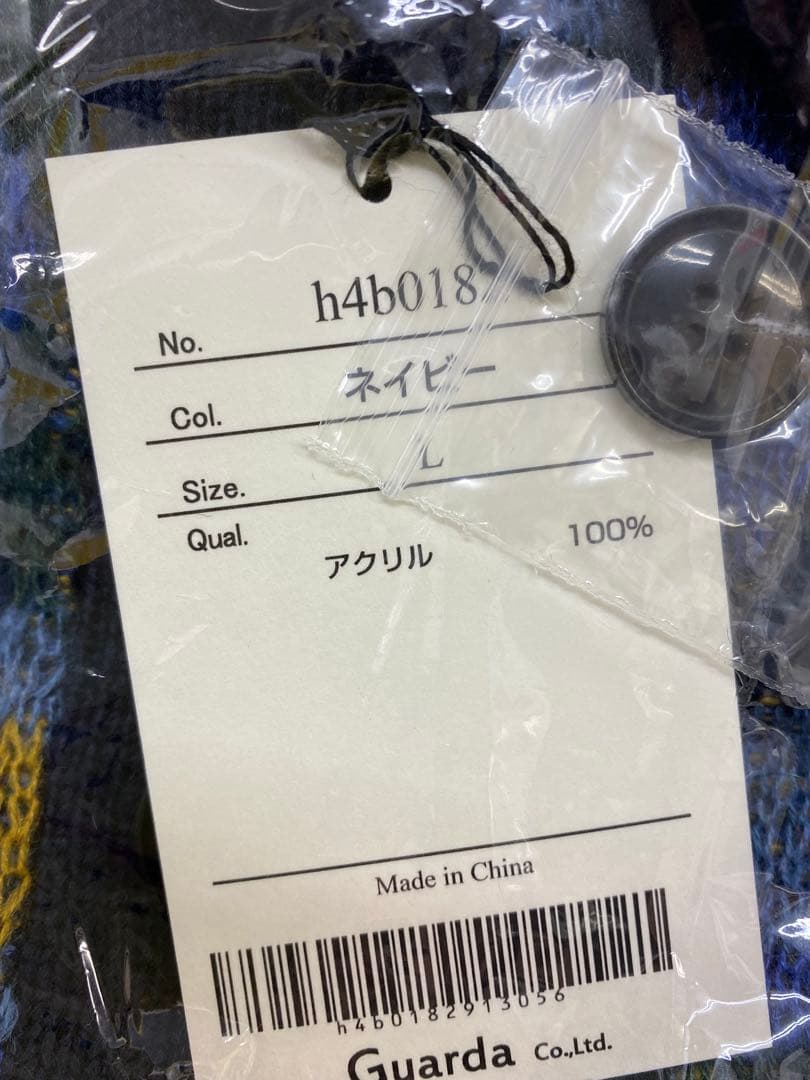 No. h4b018
Col. ネイビー
Size. L
Qual.
アクリル 100%
Made in China
h4b0182913056
Guarda Co.,Ltd.